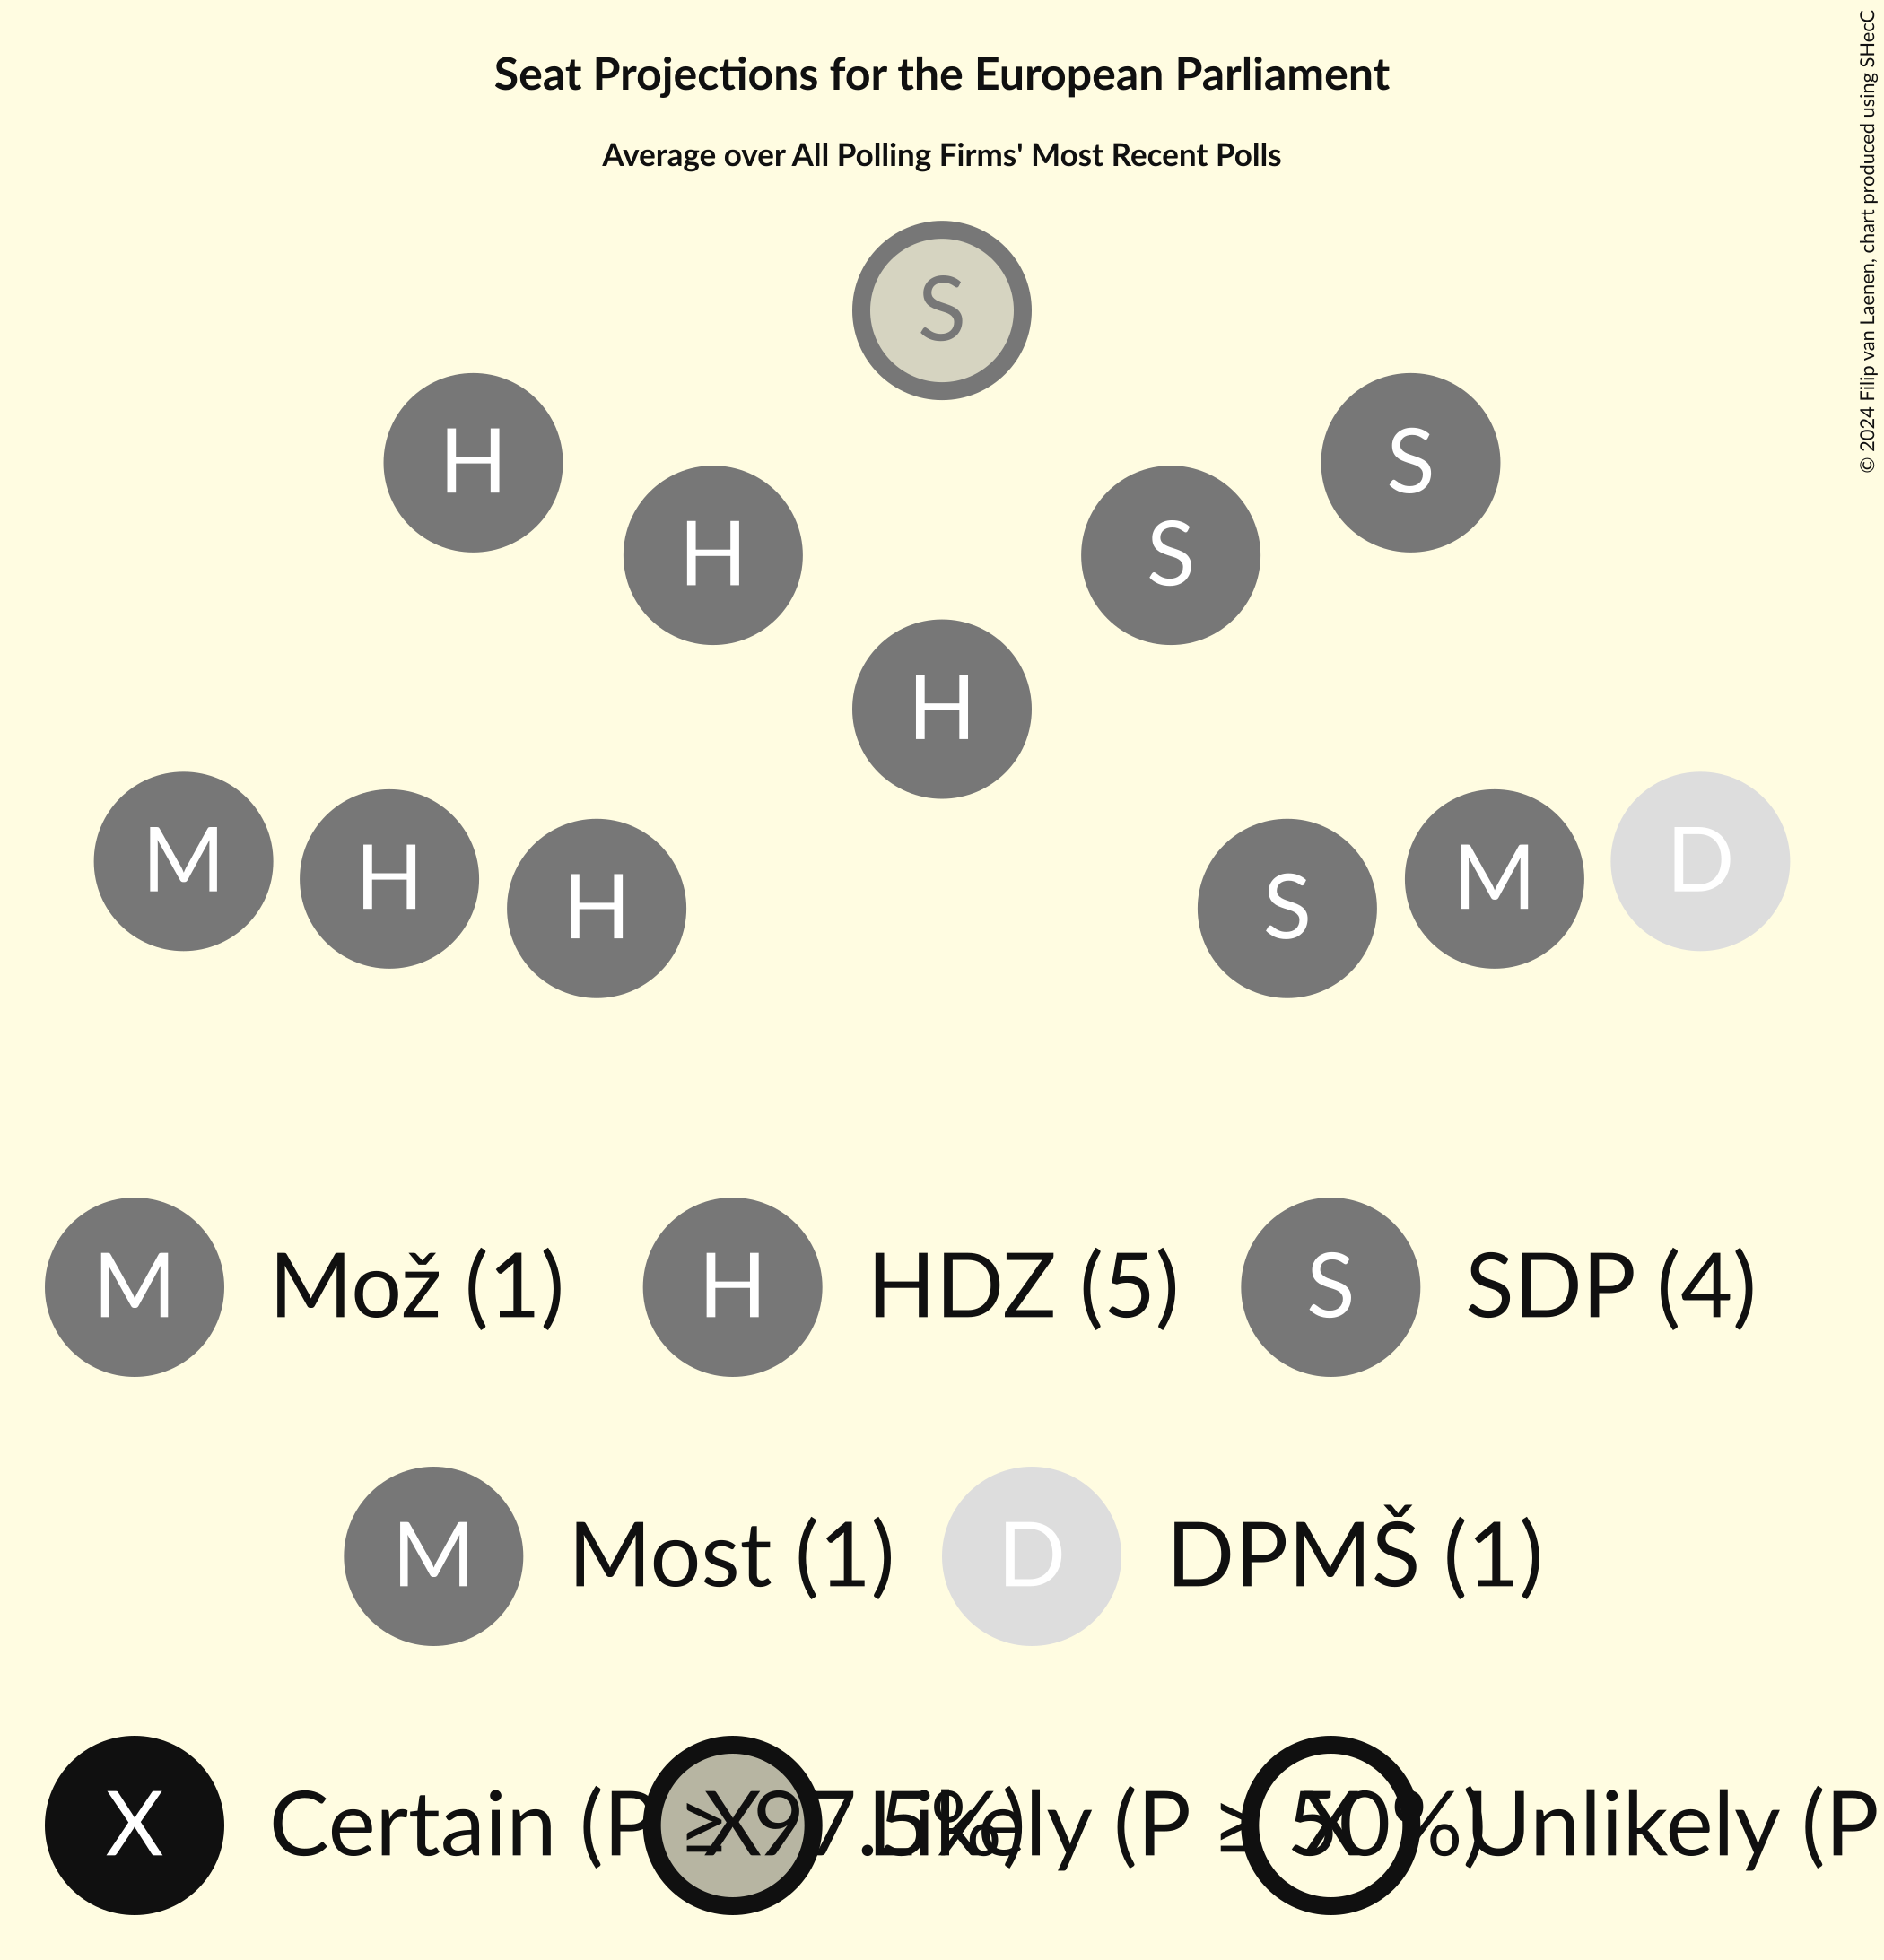 Seat Projections for the European Parliament
Average over All Polling Firms' Most Recent Polls
© 2024 Filip van Laenen, chart produced using SHecC
S
H
S
H
S
H
M
D
H
M
H
S
M Mož (1) H HDZ (5) S SDP (4)
M Most (1) D DPMŠ (1)
X Certain (P ≥ 97.5%) X Likely (P ≥ 50%) X Unlikely (P